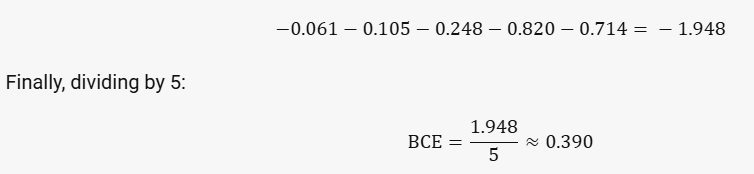 −0.061 − 0.105 − 0.248 − 0.820 − 0.714 = − 1.948
Finally, dividing by 5:
BCE = 1.948/5 ≈ 0.390